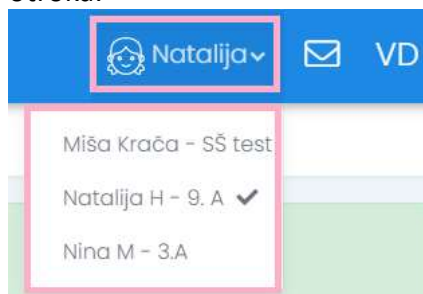 Natalija
VD
Miša Krača - SŠ test
Natalija H - 9. A
Nina M - 3.A